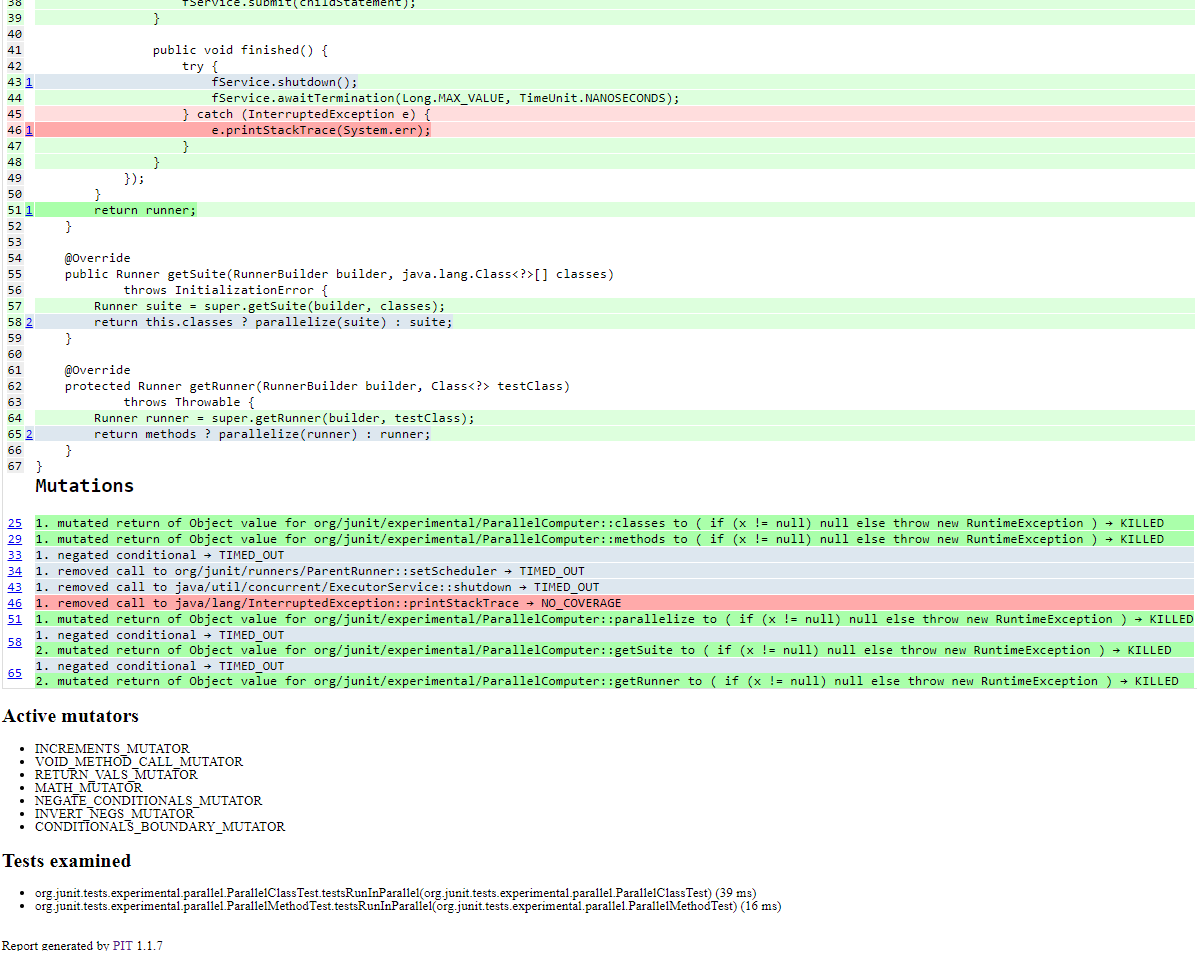 38 fService.submit(childStatement);
39 }
40
41 public void finished() {
42 try {
43 1 fService.shutdown();
44 fService.awaitTermination(Long.MAX_VALUE, TimeUnit.NANOSECONDS);
45 } catch (InterruptedException e) {
46 1 e.printStackTrace(System.err);
47 }
48 }
49 });
50 }
51 1 return runner;
52 }
53
54 @Override
55 public Runner getSuite(RunnerBuilder builder, java.lang.Class<?>[] classes)
56 throws InitializationError {
57 Runner suite = super.getSuite(builder, classes);
58 2 return this.classes ? parallelize(suite) : suite;
59 }
60
61 @Override
62 protected Runner getRunner(RunnerBuilder builder, Class<?> testClass)
63 throws Throwable {
64 Runner runner = super.getRunner(builder, testClass);
65 2 return methods ? parallelize(runner) : runner;
66 }
67 }
Mutations
25 1. mutated return of Object value for org/junit/experimental/ParallelComputer::classes to ( if (x != null) null else throw new RuntimeException ) → KILLED
29 1. mutated return of Object value for org/junit/experimental/ParallelComputer::methods to ( if (x != null) null else throw new RuntimeException ) → KILLED
33 1. negated conditional → TIMED_OUT
34 1. removed call to org/junit/runners/ParentRunner::setScheduler → TIMED_OUT
43 1. removed call to java/util/concurrent/ExecutorService::shutdown → TIMED_OUT
46 1. removed call to java/lang/InterruptedException::printStackTrace → NO_COVERAGE
51 1. mutated return of Object value for org/junit/experimental/ParallelComputer::parallelize to ( if (x != null) null else throw new RuntimeException ) → KILLED
58 1. negated conditional → TIMED_OUT
2. mutated return of Object value for org/junit/experimental/ParallelComputer::getSuite to ( if (x != null) null else throw new RuntimeException ) → KILLED
65 1. negated conditional → TIMED_OUT
2. mutated return of Object value for org/junit/experimental/ParallelComputer::getRunner to ( if (x != null) null else throw new RuntimeException ) → KILLED
Active mutators
• INCREMENTS_MUTATOR
• VOID_METHOD_CALL_MUTATOR
• RETURN_VALS_MUTATOR
• MATH_MUTATOR
• NEGATE_CONDITIONALS_MUTATOR
• INVERT_NEGS_MUTATOR
• CONDITIONALS_BOUNDARY_MUTATOR
Tests examined
• org.junit.tests.experimental.parallel.ParallelClassTest.testsRunInParallel(org.junit.tests.experimental.parallel.ParallelClassTest) (39 ms)
• org.junit.tests.experimental.parallel.ParallelMethodTest.testsRunInParallel(org.junit.tests.experimental.parallel.ParallelMethodTest) (16 ms)
Report generated by PIT 1.1.7